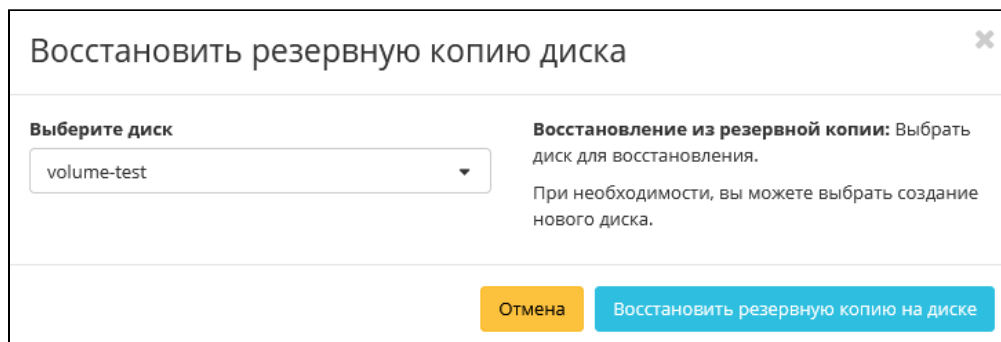 Восстановить резервную копию диска
Выберите диск
volume-test
Восстановление из резервной копии: Выбрать
диск для восстановления.
При необходимости, вы можете выбрать создание
нового диска.
Отмена
Восстановить резервную копию на диске